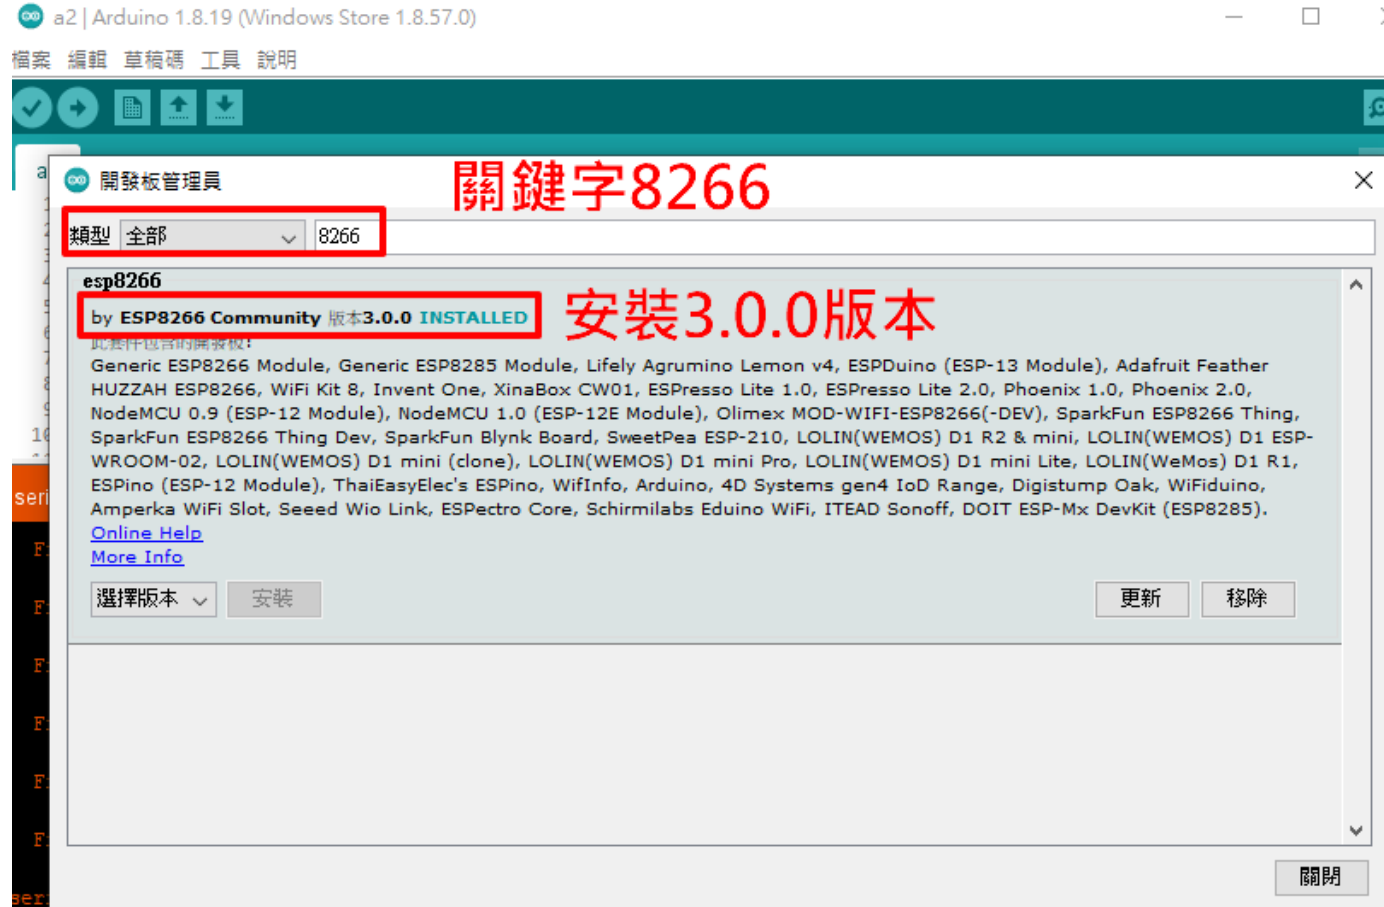 a2 | Arduino 1.8.19 (Windows Store 1.8.57.0)
檔案 編輯 草稿碼 工具 說明
開發板管理員
關鍵字8266
類型 全部 8266
esp8266
by ESP8266 Community 版本3.0.0 INSTALLED
安裝3.0.0版本
此套件包含的開發板:
Generic ESP8266 Module, Generic ESP8285 Module, Lifely Agrumino Lemon v4, ESPDuino (ESP-13 Module), Adafruit Feather
HUZZAH ESP8266, WiFi Kit 8, Invent One, XinaBox CW01, ESPresso Lite 1.0, ESPresso Lite 2.0, Phoenix 1.0, Phoenix 2.0,
NodeMCU 0.9 (ESP-12 Module), NodeMCU 1.0 (ESP-12E Module), Olimex MOD-WIFI-ESP8266(-DEV), SparkFun ESP8266 Thing,
SparkFun ESP8266 Thing Dev, SparkFun Blynk Board, SweetPea ESP-210, LOLIN(WEMOS) D1 R2 & mini, LOLIN(WEMOS) D1 ESP-
WROOM-02, LOLIN(WEMOS) D1 mini (clone), LOLIN(WEMOS) D1 mini Pro, LOLIN(WEMOS) D1 mini Lite, LOLIN(WeMos) D1 R1,
ESPino (ESP-12 Module), ThaiEasyElec's ESPino, WifInfo, Arduino, 4D Systems gen4 IoD Range, Digistump Oak, WiFiduino,
Amperka WiFi Slot, Seeed Wio Link, ESPectro Core, Schirmilabs Eduino WiFi, ITEAD Sonoff, DOIT ESP-Mx DevKit (ESP8285).
Online Help
More Info
選擇版本 安裝 更新 移除
關閉